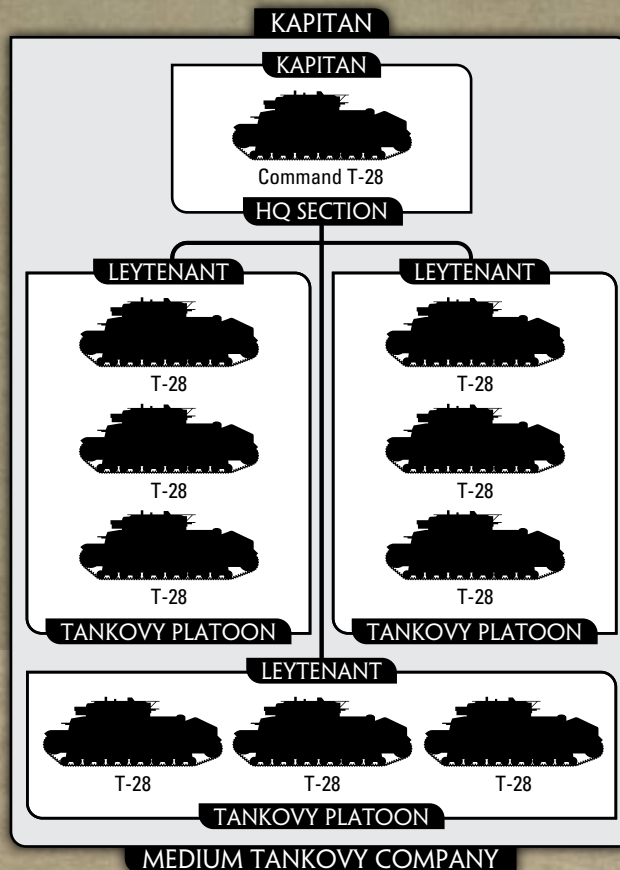 KAPITAN
KAPITAN
Command T-28
HQ SECTION
LEYTENANT
T-28
T-28
T-28
TANKOVY PLATOON
LEYTENANT
T-28
T-28
T-28
TANKOVY PLATOON
LEYTENANT
T-28 T-28 T-28
TANKOVY PLATOON
MEDIUM TANKOVY COMPANY